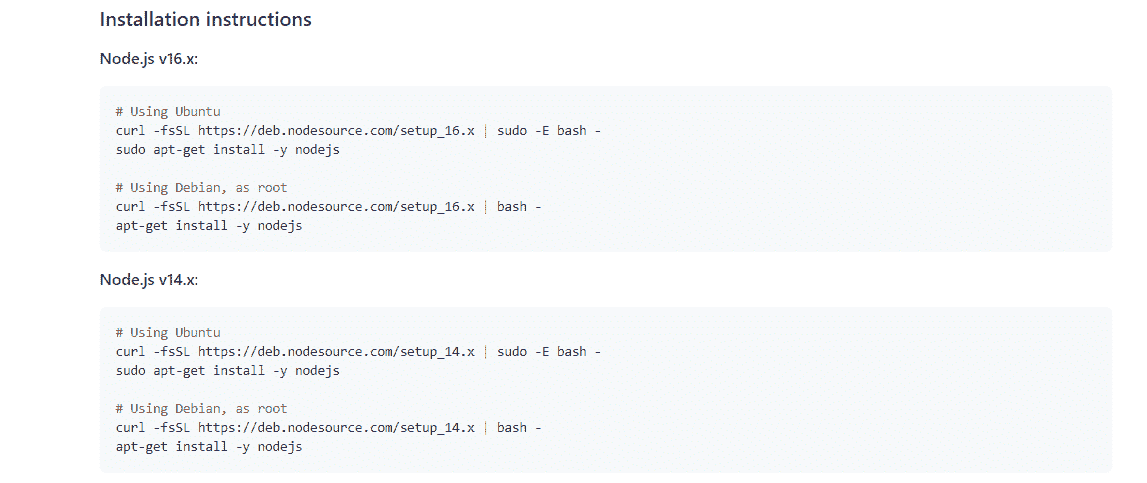 Installation instructions
Node.js v16.x:
# Using Ubuntu
curl -fsSL https://deb.nodesource.com/setup_16.x | sudo -E bash -
sudo apt-get install -y nodejs
# Using Debian, as root
curl -fsSL https://deb.nodesource.com/setup_16.x | bash -
apt-get install -y nodejs
Node.js v14.x:
# Using Ubuntu
curl -fsSL https://deb.nodesource.com/setup_14.x | sudo -E bash -
sudo apt-get install -y nodejs
# Using Debian, as root
curl -fsSL https://deb.nodesource.com/setup_14.x | bash -
apt-get install -y nodejs